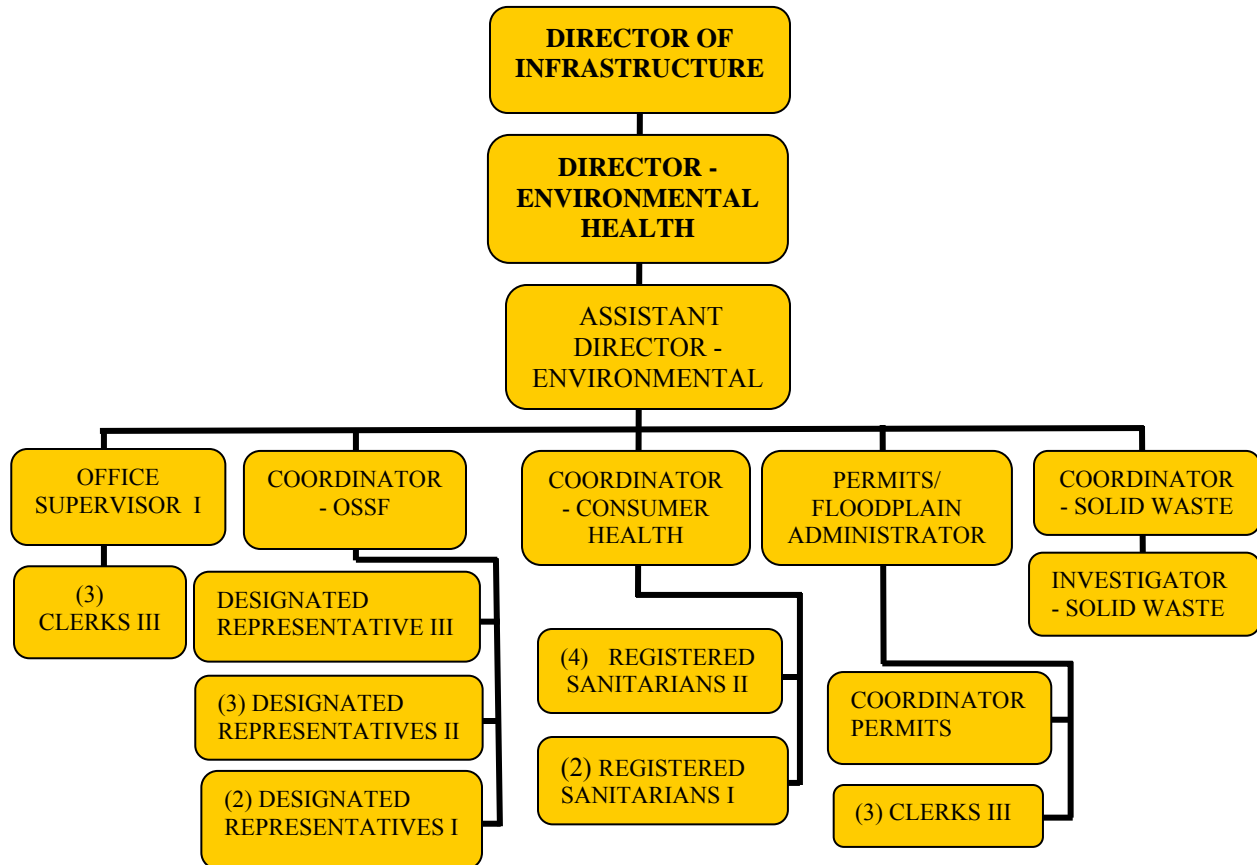 DIRECTOR OF
INFRASTRUCTURE
DIRECTOR -
ENVIRONMENTAL
HEALTH
ASSISTANT
DIRECTOR -
ENVIRONMENTAL
OFFICE
SUPERVISOR I
(3)
CLERKS III
COORDINATOR
- OSSF
DESIGNATED
REPRESENTATIVE III
(3) DESIGNATED
REPRESENTATIVES II
(2) DESIGNATED
REPRESENTATIVES I
COORDINATOR
- CONSUMER
HEALTH
(4) REGISTERED
SANITARIANS II
(2) REGISTERED
SANITARIANS I
PERMITS/
FLOODPLAIN
ADMINISTRATOR
COORDINATOR
PERMITS
(3) CLERKS III
COORDINATOR
- SOLID WASTE
INVESTIGATOR
- SOLID WASTE